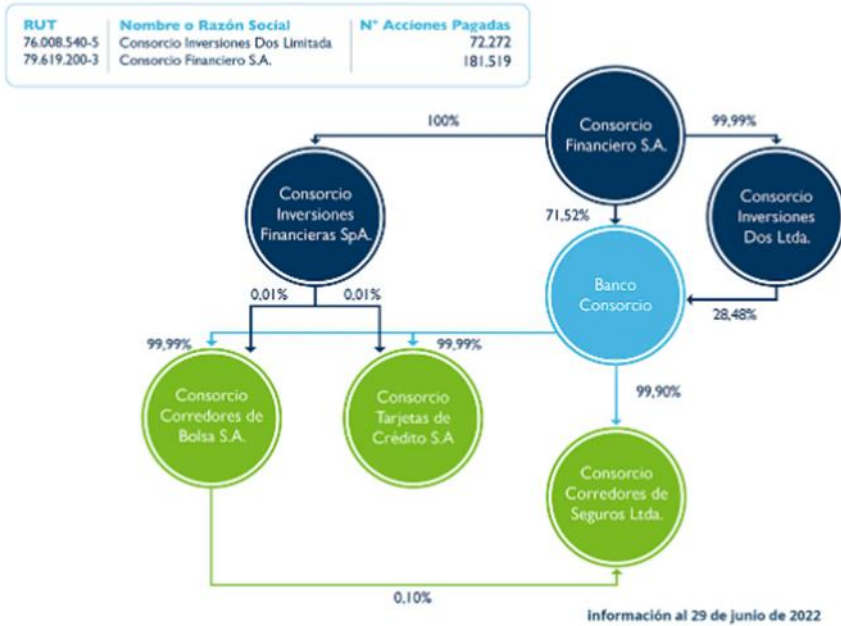 RUT Nombre o Razón Social Nº Acciones Pagadas
76.008.540-5 Consorcio Inversiones Dos Limitada 72.272
79.619.200-3 Consorcio Financiero S.A. 181.519
Consorcio
Financiero S.A.
100%
99,99%
Consorcio
Inversiones
Financieras SpA.
71,52%
Consorcio
Inversiones
Dos Ltda.
Banco
Consorcio
0,01%
0,01%
28,48%
99,99%
99,99%
Consorcio
Corredores de
Bolsa S.A.
Consorcio
Tarjetas de
Crédito S.A
99,90%
Consorcio
Corredores de
Seguros Ltda.
0,10%
información al 29 de junio de 2022